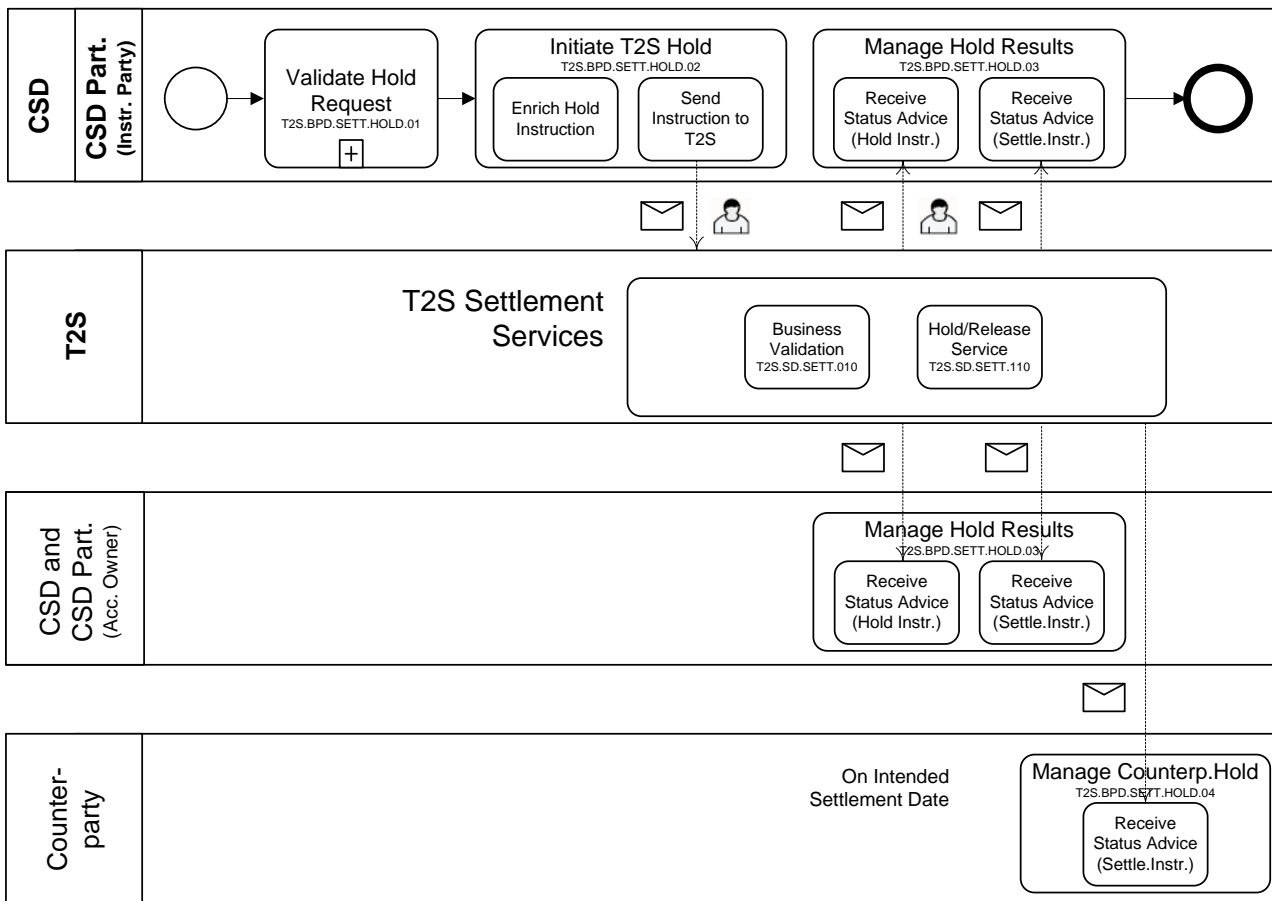 CSD
CSD Part.
(Instr. Party)
Validate Hold
Request
T2S.BPD.SETT.HOLD.01
+
Initiate T2S Hold
T2S.BPD.SETT.HOLD.02
Enrich Hold
Instruction
Send
Instruction to
T2S
Manage Hold Results
T2S.BPD.SETT.HOLD.03
Receive
Status Advice
(Hold Instr.)
Receive
Status Advice
(Settle.Instr.)
T2S
T2S Settlement
Services
Business
Validation
T2S.SD.SETT.010
Hold/Release
Service
T2S.SD.SETT.110
CSD and
CSD Part.
(Acc. Owner)
Manage Hold Results
T2S.BPD.SETT.HOLD.03
Receive
Status Advice
(Hold Instr.)
Receive
Status Advice
(Settle.Instr.)
Counter-
party
On Intended
Settlement Date
Manage Counterp.Hold
T2S.BPD.SETT.HOLD.04
Receive
Status Advice
(Settle.Instr.)